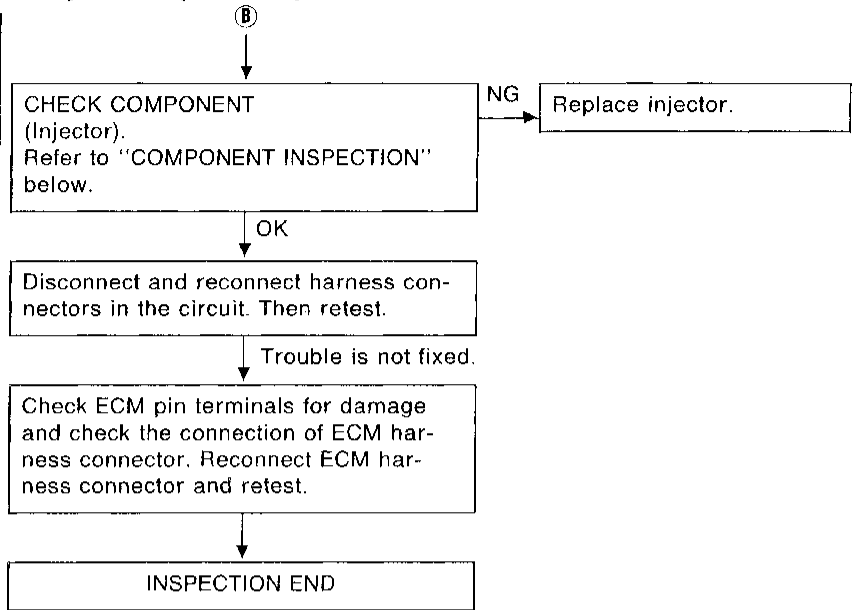 B
CHECK COMPONENT
(Injector).
Refer to "COMPONENT INSPECTION"
below.
NG
Replace injector.
OK
Disconnect and reconnect harness con-
nectors in the circuit. Then retest.
Trouble is not fixed.
Check ECM pin terminals for damage
and check the connection of ECM har-
ness connector. Reconnect ECM har-
ness connector and retest.
INSPECTION END